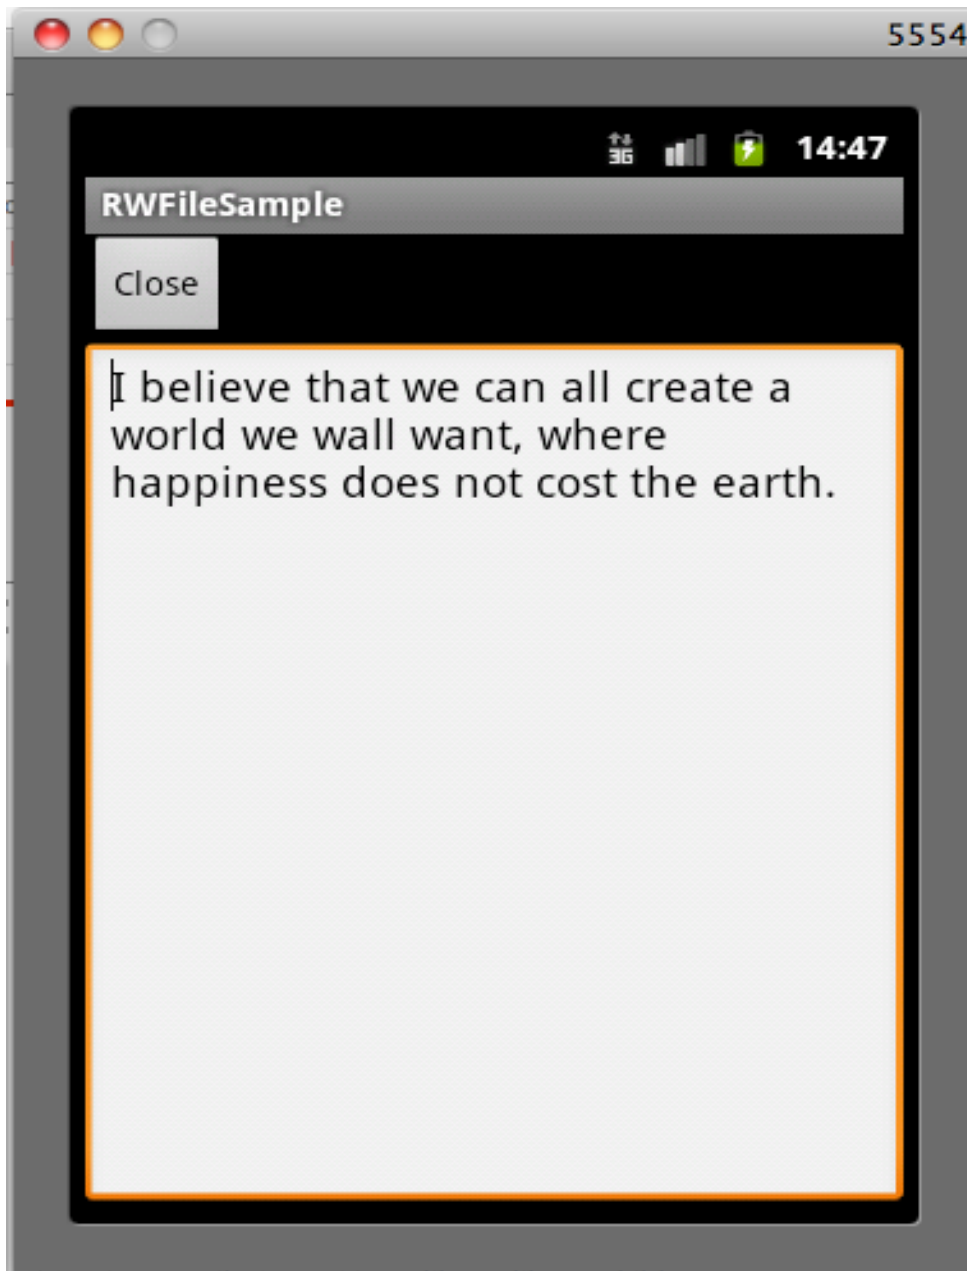 5554
14:47
RWFileSample
Close
I believe that we can all create a
world we wall want, where
happiness does not cost the earth.